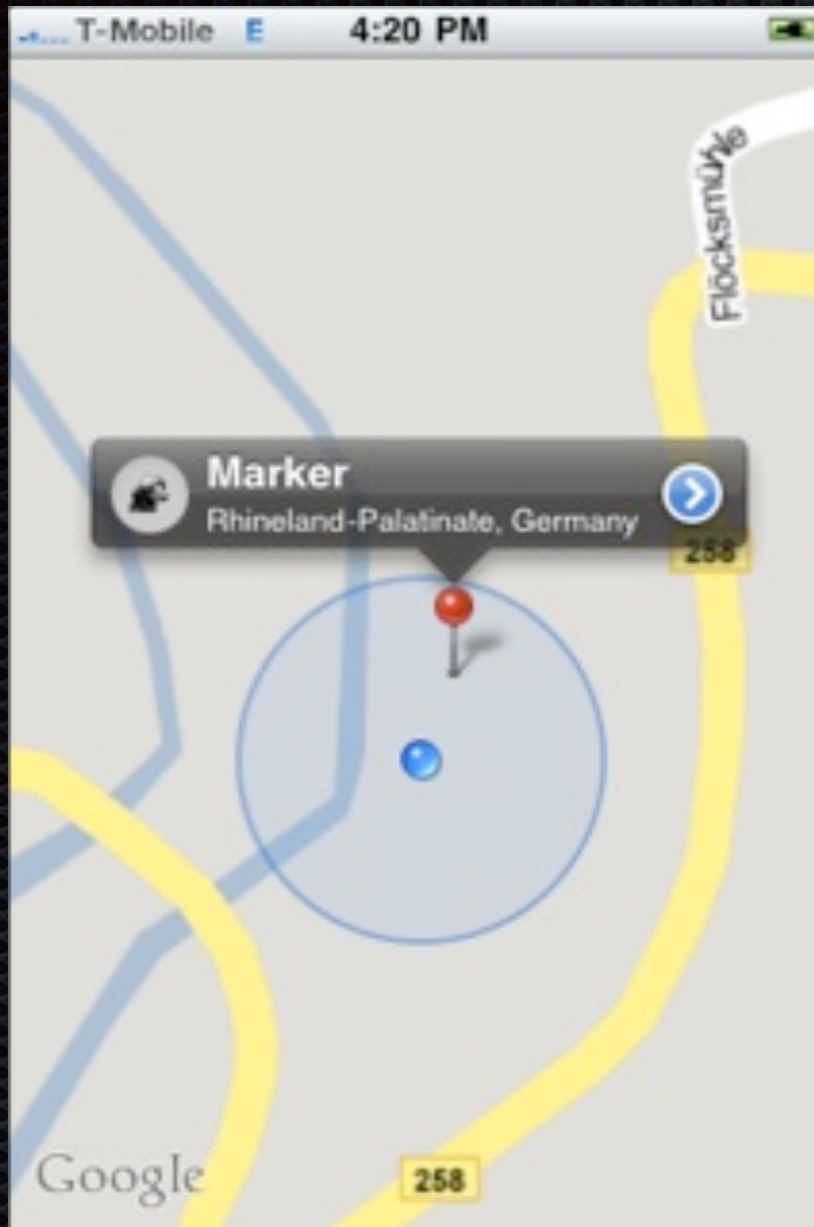 T-Mobile E 4:20 PM
Flöcksmühle
Marker
Rhineland-Palatinate, Germany
258
258
Google